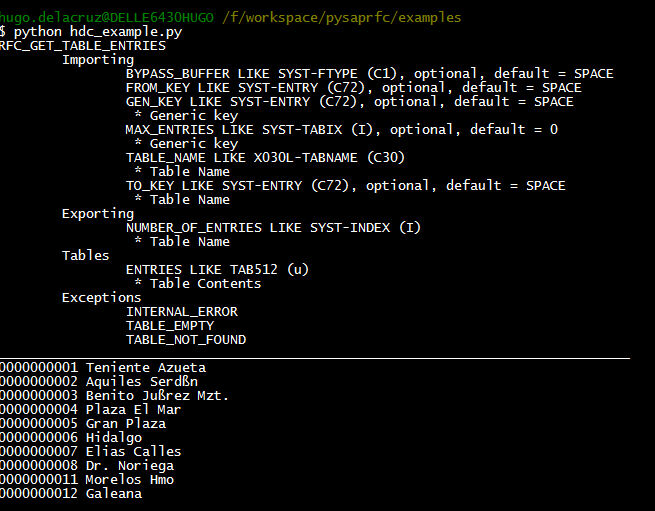 hugo.delacruz@DELLE6430HUGO /f/workspace/pysaprfc/examples
$ python hdc_example.py
RFC_GET_TABLE_ENTRIES
Importing
BYPASS_BUFFER LIKE SYST-FTYPE (C1), optional, default = SPACE
FROM_KEY LIKE SYST-ENTRY (C72), optional, default = SPACE
GEN_KEY LIKE SYST-ENTRY (C72), optional, default = SPACE
* Generic key
MAX_ENTRIES LIKE SYST-TABIX (I), optional, default = 0
* Generic key
TABLE_NAME LIKE X030L-TABNAME (C30)
* Table Name
TO_KEY LIKE SYST-ENTRY (C72), optional, default = SPACE
* Table Name
Exporting
NUMBER_OF_ENTRIES LIKE SYST-INDEX (I)
* Table Name
Tables
ENTRIES LIKE TAB512 (u)
* Table Contents
Exceptions
INTERNAL_ERROR
TABLE_EMPTY
TABLE_NOT_FOUND
0000000001 Teniente Azueta
0000000002 Aquiles Serdßn
0000000003 Benito Jußrez Mzt.
0000000004 Plaza El Mar
0000000005 Gran Plaza
0000000006 Hidalgo
0000000007 Elias Calles
0000000008 Dr. Noriega
0000000011 Morelos Hmo
0000000012 Galeana